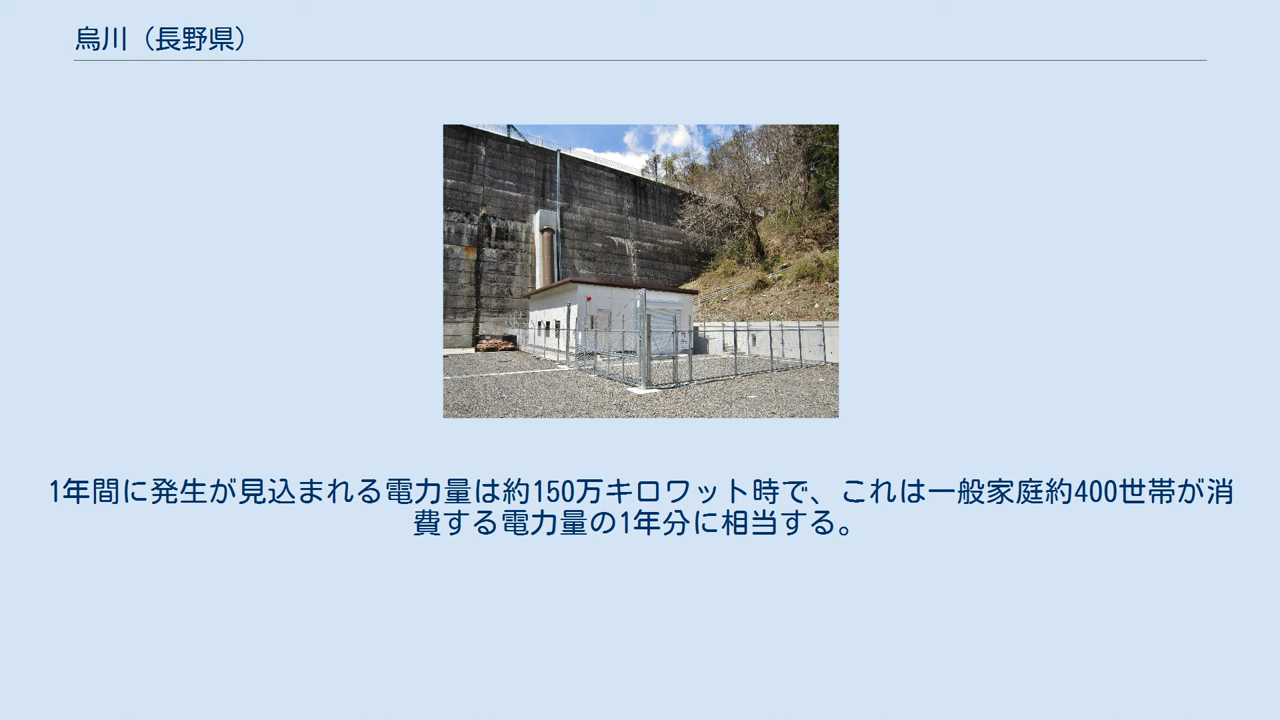 烏川（長野県）
1年間に発生が見込まれる電力量は約150万キロワット時で、これは一般家庭約400世帯が消
費する電力量の1年分に相当する。